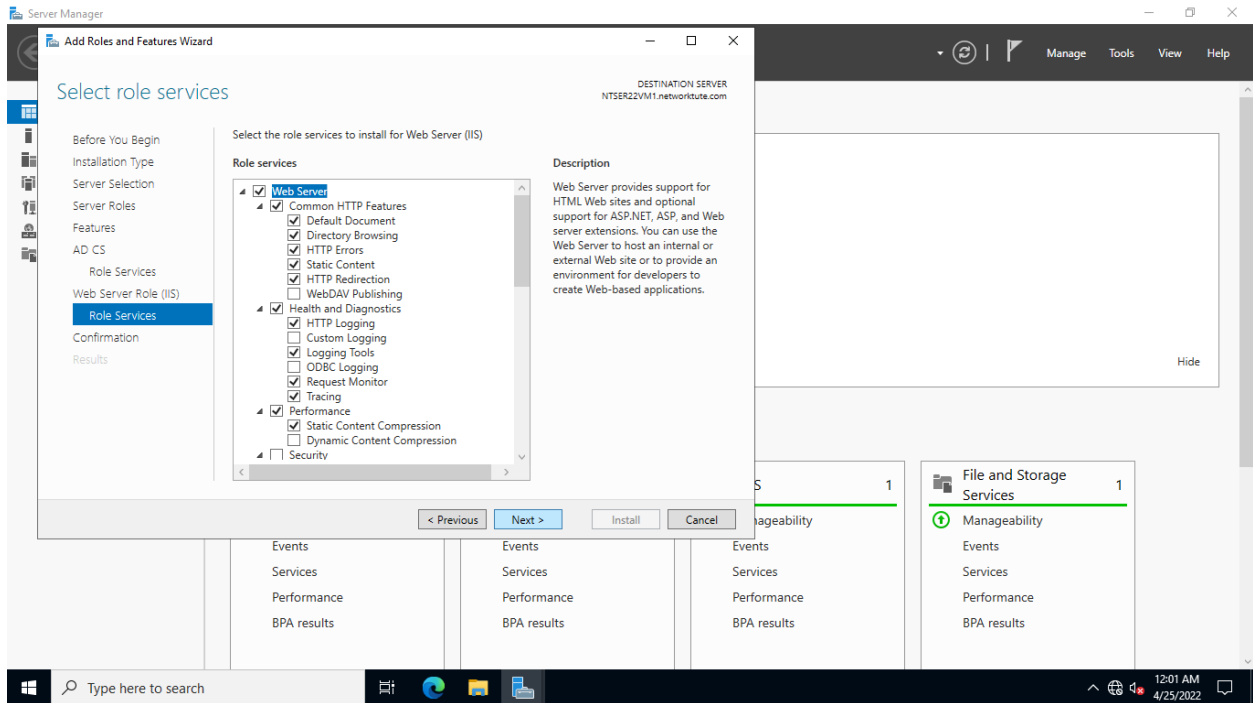 Server Manager
Manage Tools View Help
Add Roles and Features Wizard
Select role services
DESTINATION SERVER
NTSER22VM1.networktute.com
Before You Begin
Installation Type
Server Selection
Server Roles
Features
AD CS
Role Services
Web Server Role (IIS)
Role Services
Confirmation
Results
Select the role services to install for Web Server (IIS)
Role services
Web Server
Common HTTP Features
Default Document
Directory Browsing
HTTP Errors
Static Content
HTTP Redirection
WebDAV Publishing
Health and Diagnostics
HTTP Logging
Custom Logging
Logging Tools
ODBC Logging
Request Monitor
Tracing
Performance
Static Content Compression
Dynamic Content Compression
Security
Description
Web Server provides support for
HTML Web sites and optional
support for ASP.NET, ASP, and Web
server extensions. You can use the
Web Server to host an internal or
external Web site or to provide an
environment for developers to
create Web-based applications.
< Previous
Next >
Install
Cancel
Hide
Events
Services
Performance
BPA results
Events
Services
Performance
BPA results
S 1
nageability
Events
Services
Performance
BPA results
File and Storage
Services
1
Manageability
Events
Services
Performance
BPA results
Type here to search
12:01 AM
4/25/2022